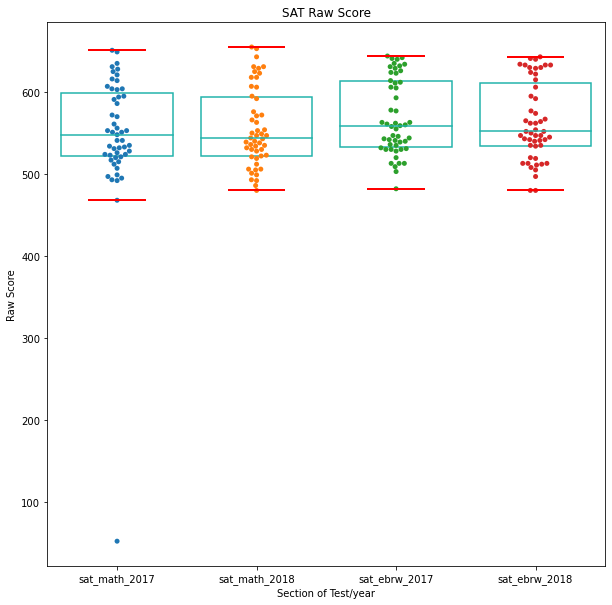 SAT Raw Score
Raw Score
600
500
400
300
200
100
sat_math_2017
sat_math_2018
sat_ebrw_2017
sat_ebrw_2018
Section of Test/year